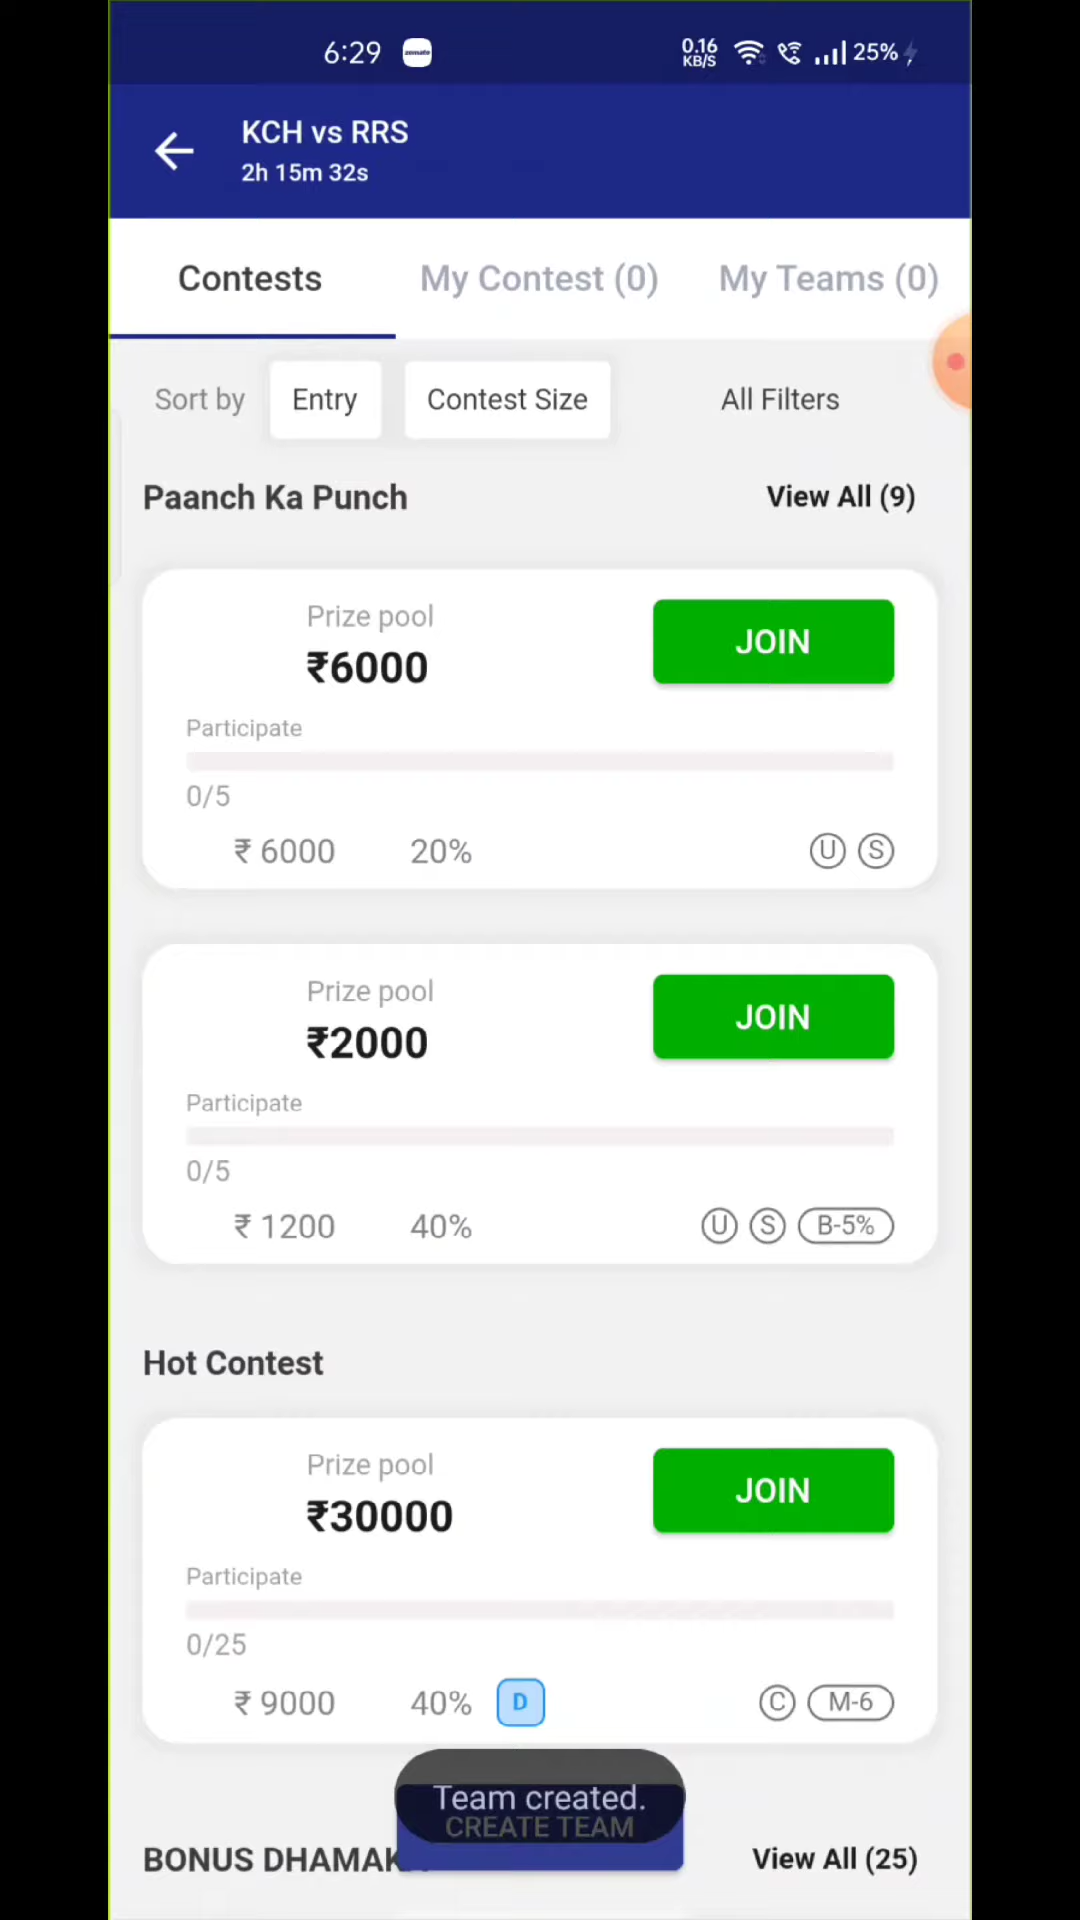 6:29
zomato
0.16
KB/S
25%
KCH vs RRS
2h 15m 32s
Contests
My Contest (0)
My Teams (0)
Sort by
Entry
Contest Size
All Filters
Paanch Ka Punch
View All (9)
Prize pool
₹6000
JOIN
Participate
0/5
₹ 6000
20%
U
S
Prize pool
₹2000
JOIN
Participate
0/5
₹ 1200
40%
U
S
B-5%
Hot Contest
Prize pool
₹30000
JOIN
Participate
0/25
₹ 9000
40%
D
C
M-6
Team created.
CREATE TEAM
BONUS DHAMAK
View All (25)